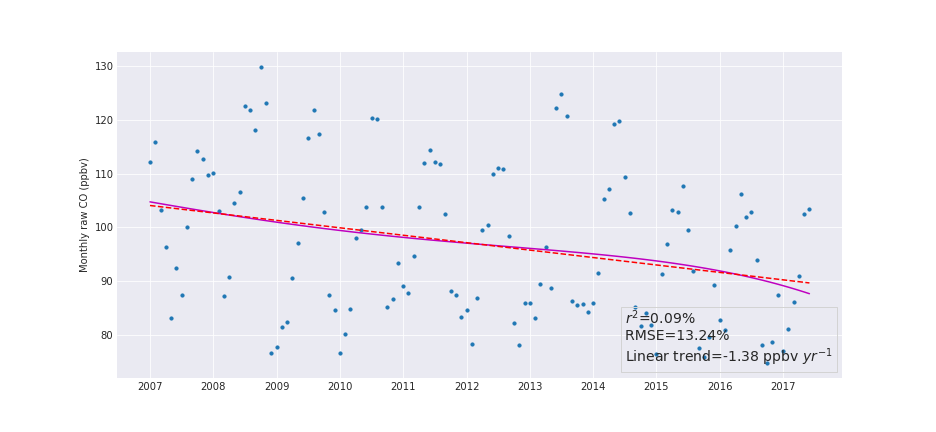 130
120
110
100
90
80
Monthly raw CO (ppbv)
r²=0.09%
RMSE=13.24%
Linear trend=-1.38 ppbv yr⁻¹
2007 2008 2009 2010 2011 2012 2013 2014 2015 2016 2017